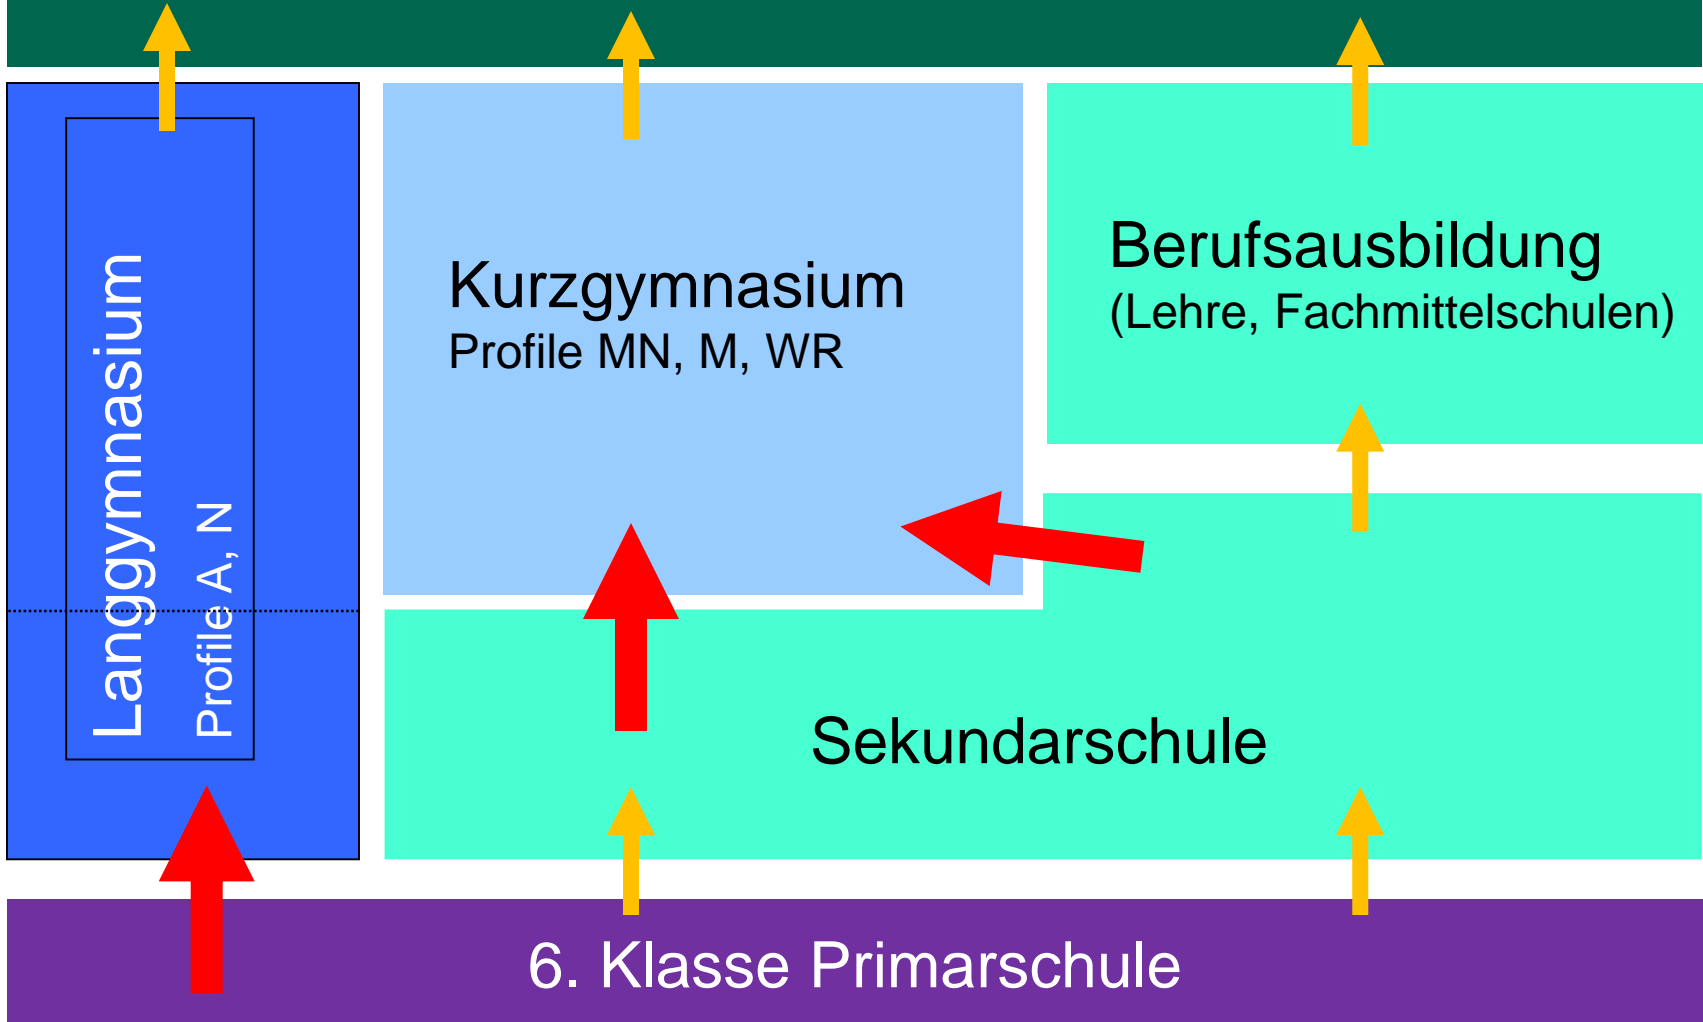 Langgymnasium
Profile A, N
Kurzgymnasium
Profile MN, M, WR
Berufsausbildung
(Lehre, Fachmittelschulen)
Sekundarschule
6. Klasse Primarschule